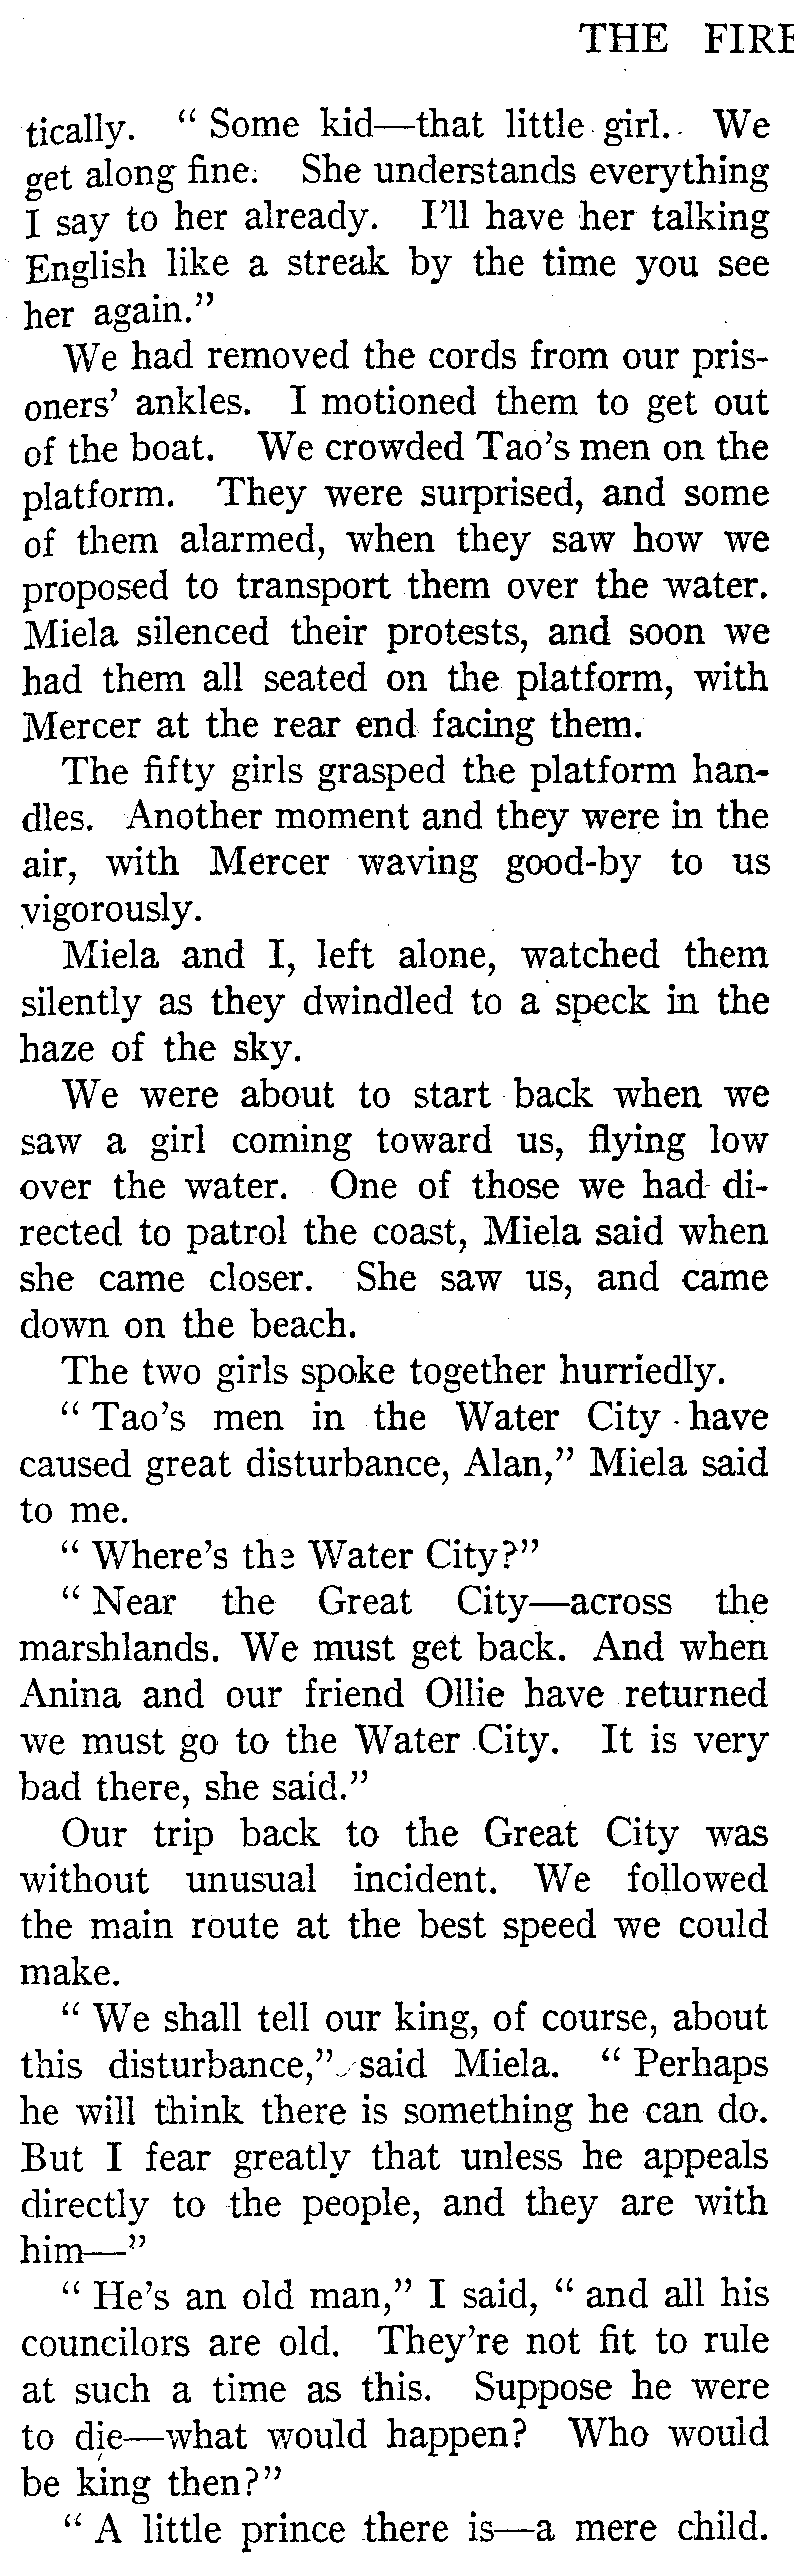 THE FIRE
tically. “ Some kid—that little girl. We
get along fine. She understands everything
I say to her already. I’ll have her talking
English like a streak by the time you see
her again.”
We had removed the cords from our pris-
oners’ ankles. I motioned them to get out
of the boat. We crowded Tao’s men on the
platform. They were surprised, and some
of them alarmed, when they saw how we
proposed to transport them over the water.
Miela silenced their protests, and soon we
had them all seated on the platform, with
Mercer at the rear end facing them.
The fifty girls grasped the platform han-
dles. Another moment and they were in the
air, with Mercer waving good-by to us
vigorously.
Miela and I, left alone, watched them
silently as they dwindled to a speck in the
haze of the sky.
We were about to start back when we
saw a girl coming toward us, flying low
over the water. One of those we had di-
rected to patrol the coast, Miela said when
she came closer. She saw us, and came
down on the beach.
The two girls spoke together hurriedly.
“ Tao’s men in the Water City have
caused great disturbance, Alan,” Miela said
to me.
“ Where’s the Water City?”
“ Near the Great City—across the
marshlands. We must get back. And when
Anina and our friend Ollie have returned
we must go to the Water City. It is very
bad there, she said.”
Our trip back to the Great City was
without unusual incident. We followed
the main route at the best speed we could
make.
“ We shall tell our king, of course, about
this disturbance,” said Miela. “ Perhaps
he will think there is something he can do.
But I fear greatly that unless he appeals
directly to the people, and they are with
him—”
“ He’s an old man,” I said, “ and all his
councilors are old. They’re not fit to rule
at such a time as this. Suppose he were
to die—what would happen? Who would
be king then?”
“ A little prince there is—a mere child.